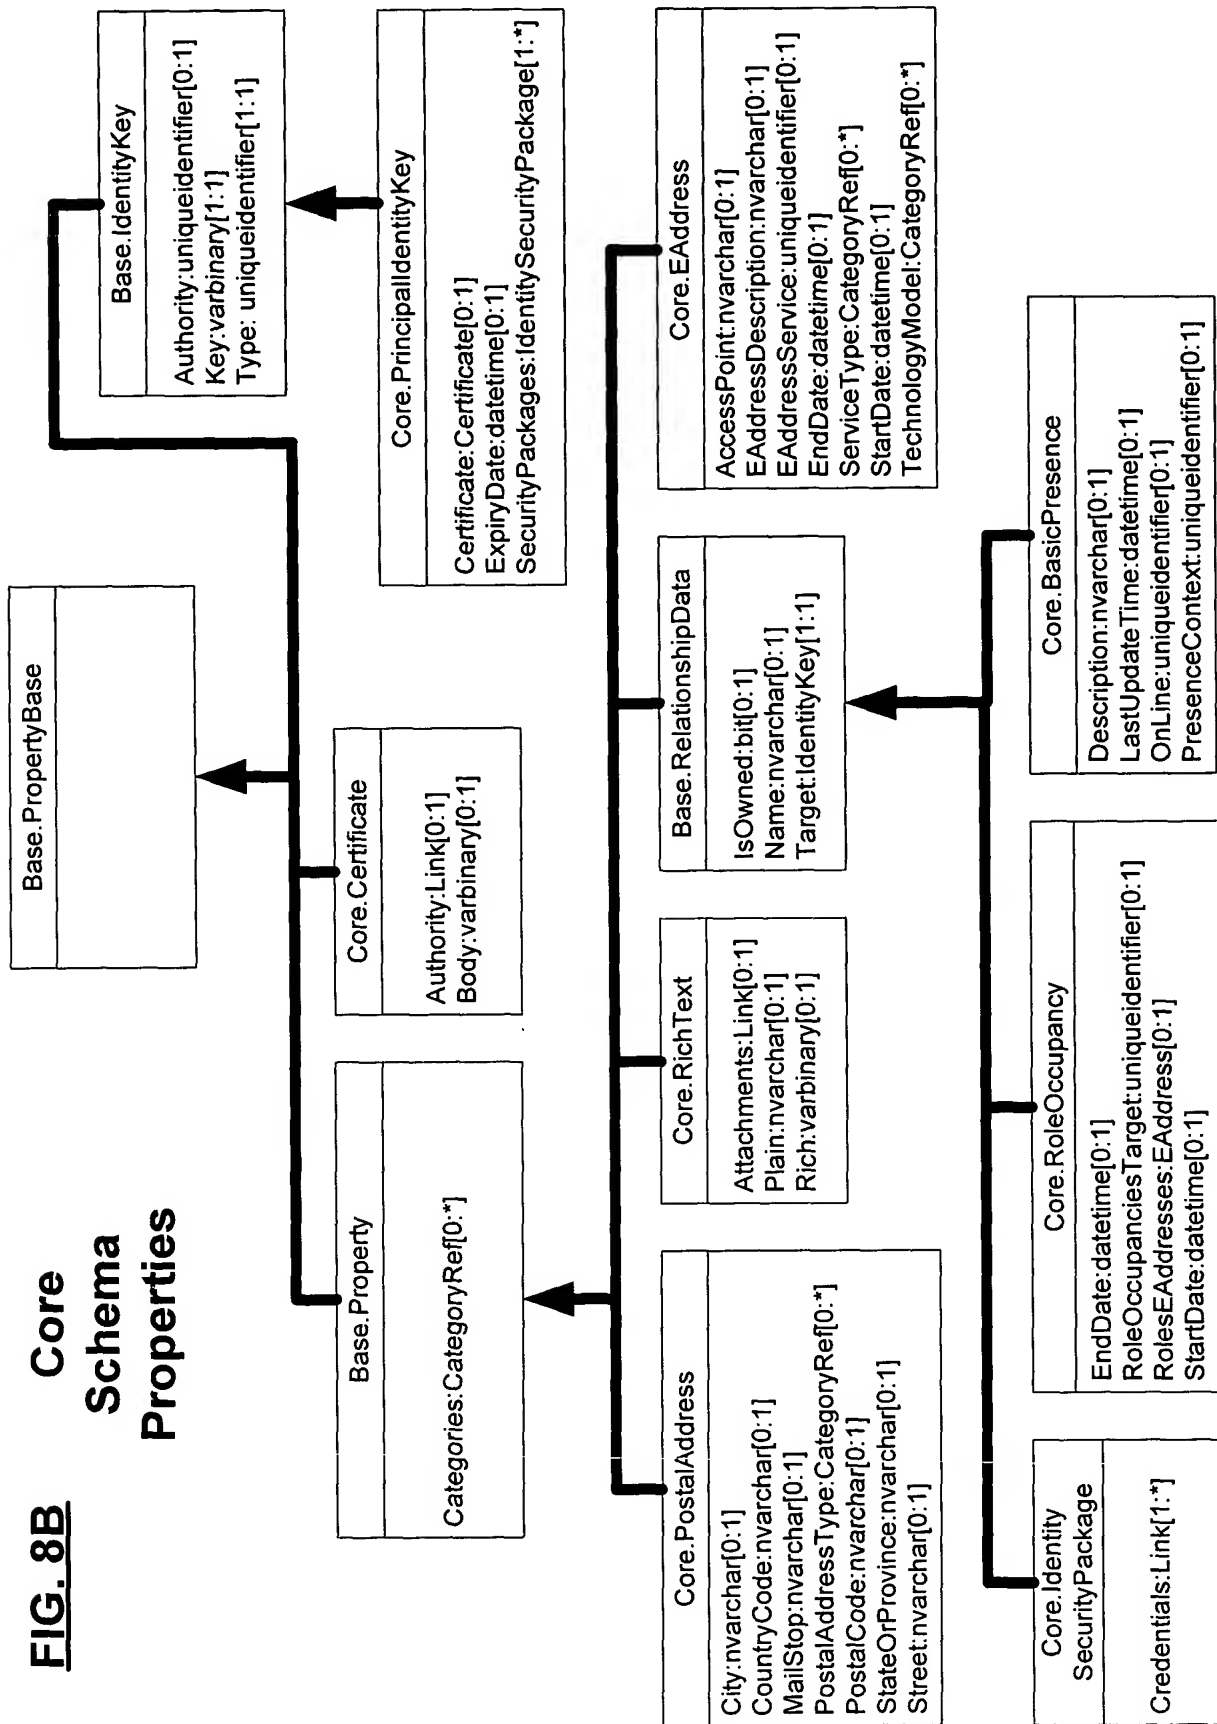 FIG. 8B
Core
Schema
Properties
Base.PropertyBase
Base.Property
Categories:CategoryRef[0:*]
Core.Certificate
Authority:Link[0:1]
Body:varbinary[0:1]
Base.IdentityKey
Authority:uniqueidentifier[0:1]
Key:varbinary[1:1]
Type: uniqueidentifier[1:1]
Core.PrincipalIdentityKey
Certificate:Certificate[0:1]
ExpiryDate:datetime[0:1]
SecurityPackages:IdentitySecurityPackage[1:*]
Core.PostalAddress
City:nvarchar[0:1]
CountryCode:nvarchar[0:1]
MailStop:nvarchar[0:1]
PostalAddressType:CategoryRef[0:*]
PostalCode:nvarchar[0:1]
StateOrProvince:nvarchar[0:1]
Street:nvarchar[0:1]
Core.RichText
Attachments:Link[0:1]
Plain:nvarchar[0:1]
Rich:varbinary[0:1]
Base.RelationshipData
IsOwned:bit[0:1]
Name:nvarchar[0:1]
Target:IdentityKey[1:1]
Core.EAddress
AccessPoint:nvarchar[0:1]
EAddressDescription:nvarchar[0:1]
EAddressService:uniqueidentifier[0:1]
EndDate:datetime[0:1]
ServiceType:CategoryRef[0:*]
StartDate:datetime[0:1]
TechnologyModel:CategoryRef[0:*]
Core.Identity
SecurityPackage
Credentials:Link[1:*]
Core.RoleOccupancy
EndDate:datetime[0:1]
RoleOccupanciesTarget:uniqueidentifier[0:1]
RolesEAddresses:EAddress[0:1]
StartDate:datetime[0:1]
Core.BasicPresence
Description:nvarchar[0:1]
LastUpdateTime:datetime[0:1]
OnLine:uniqueidentifier[0:1]
PresenceContext:uniqueidentifier[0:1]